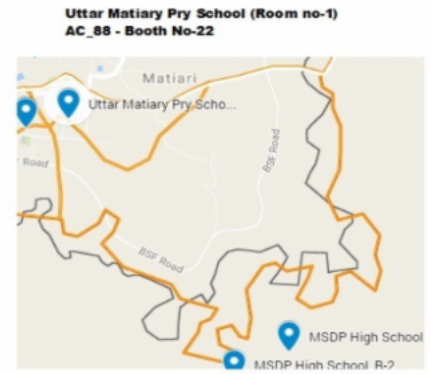 Uttar Matiary Pry School (Room no-1)
AC_88 - Booth No-22
Matiari
Uttar Matiary Pry Scho...
Road
BSF Road
BSF Road
MSDP High School
MSDP High School, B-2